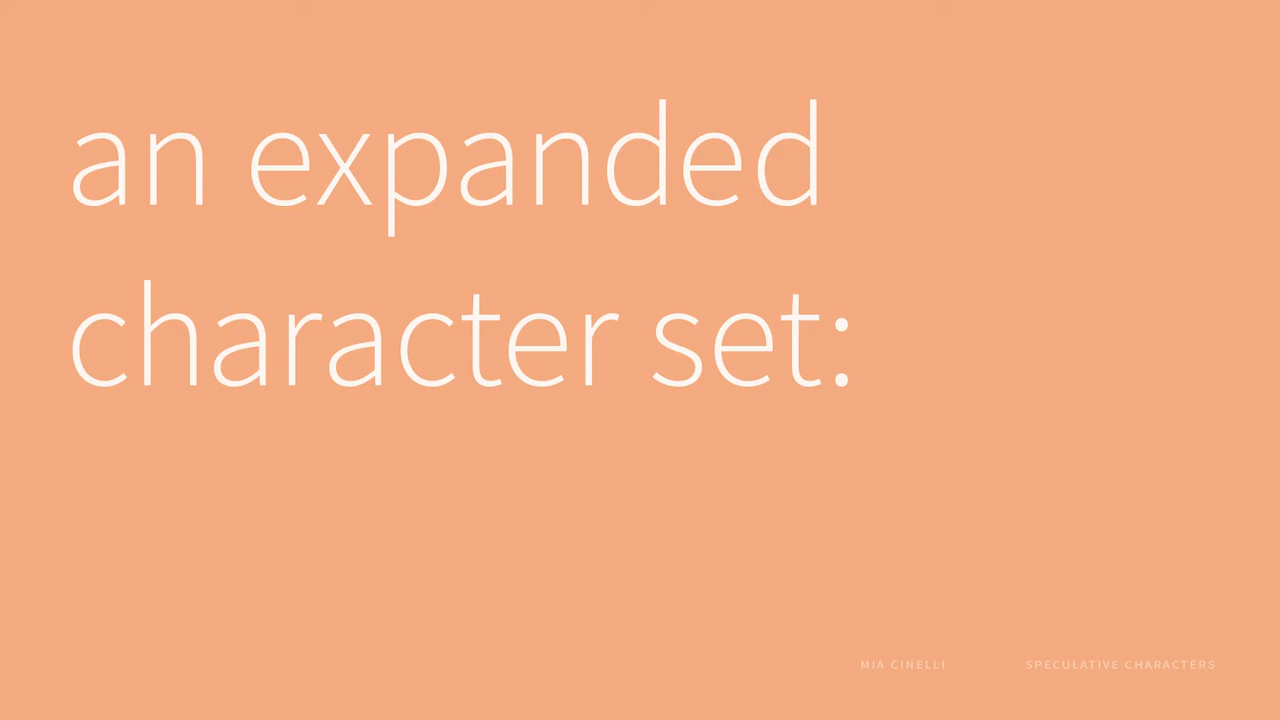 an expanded
character set:
MIA CINELLI
SPECULATIVE CHARACTERS